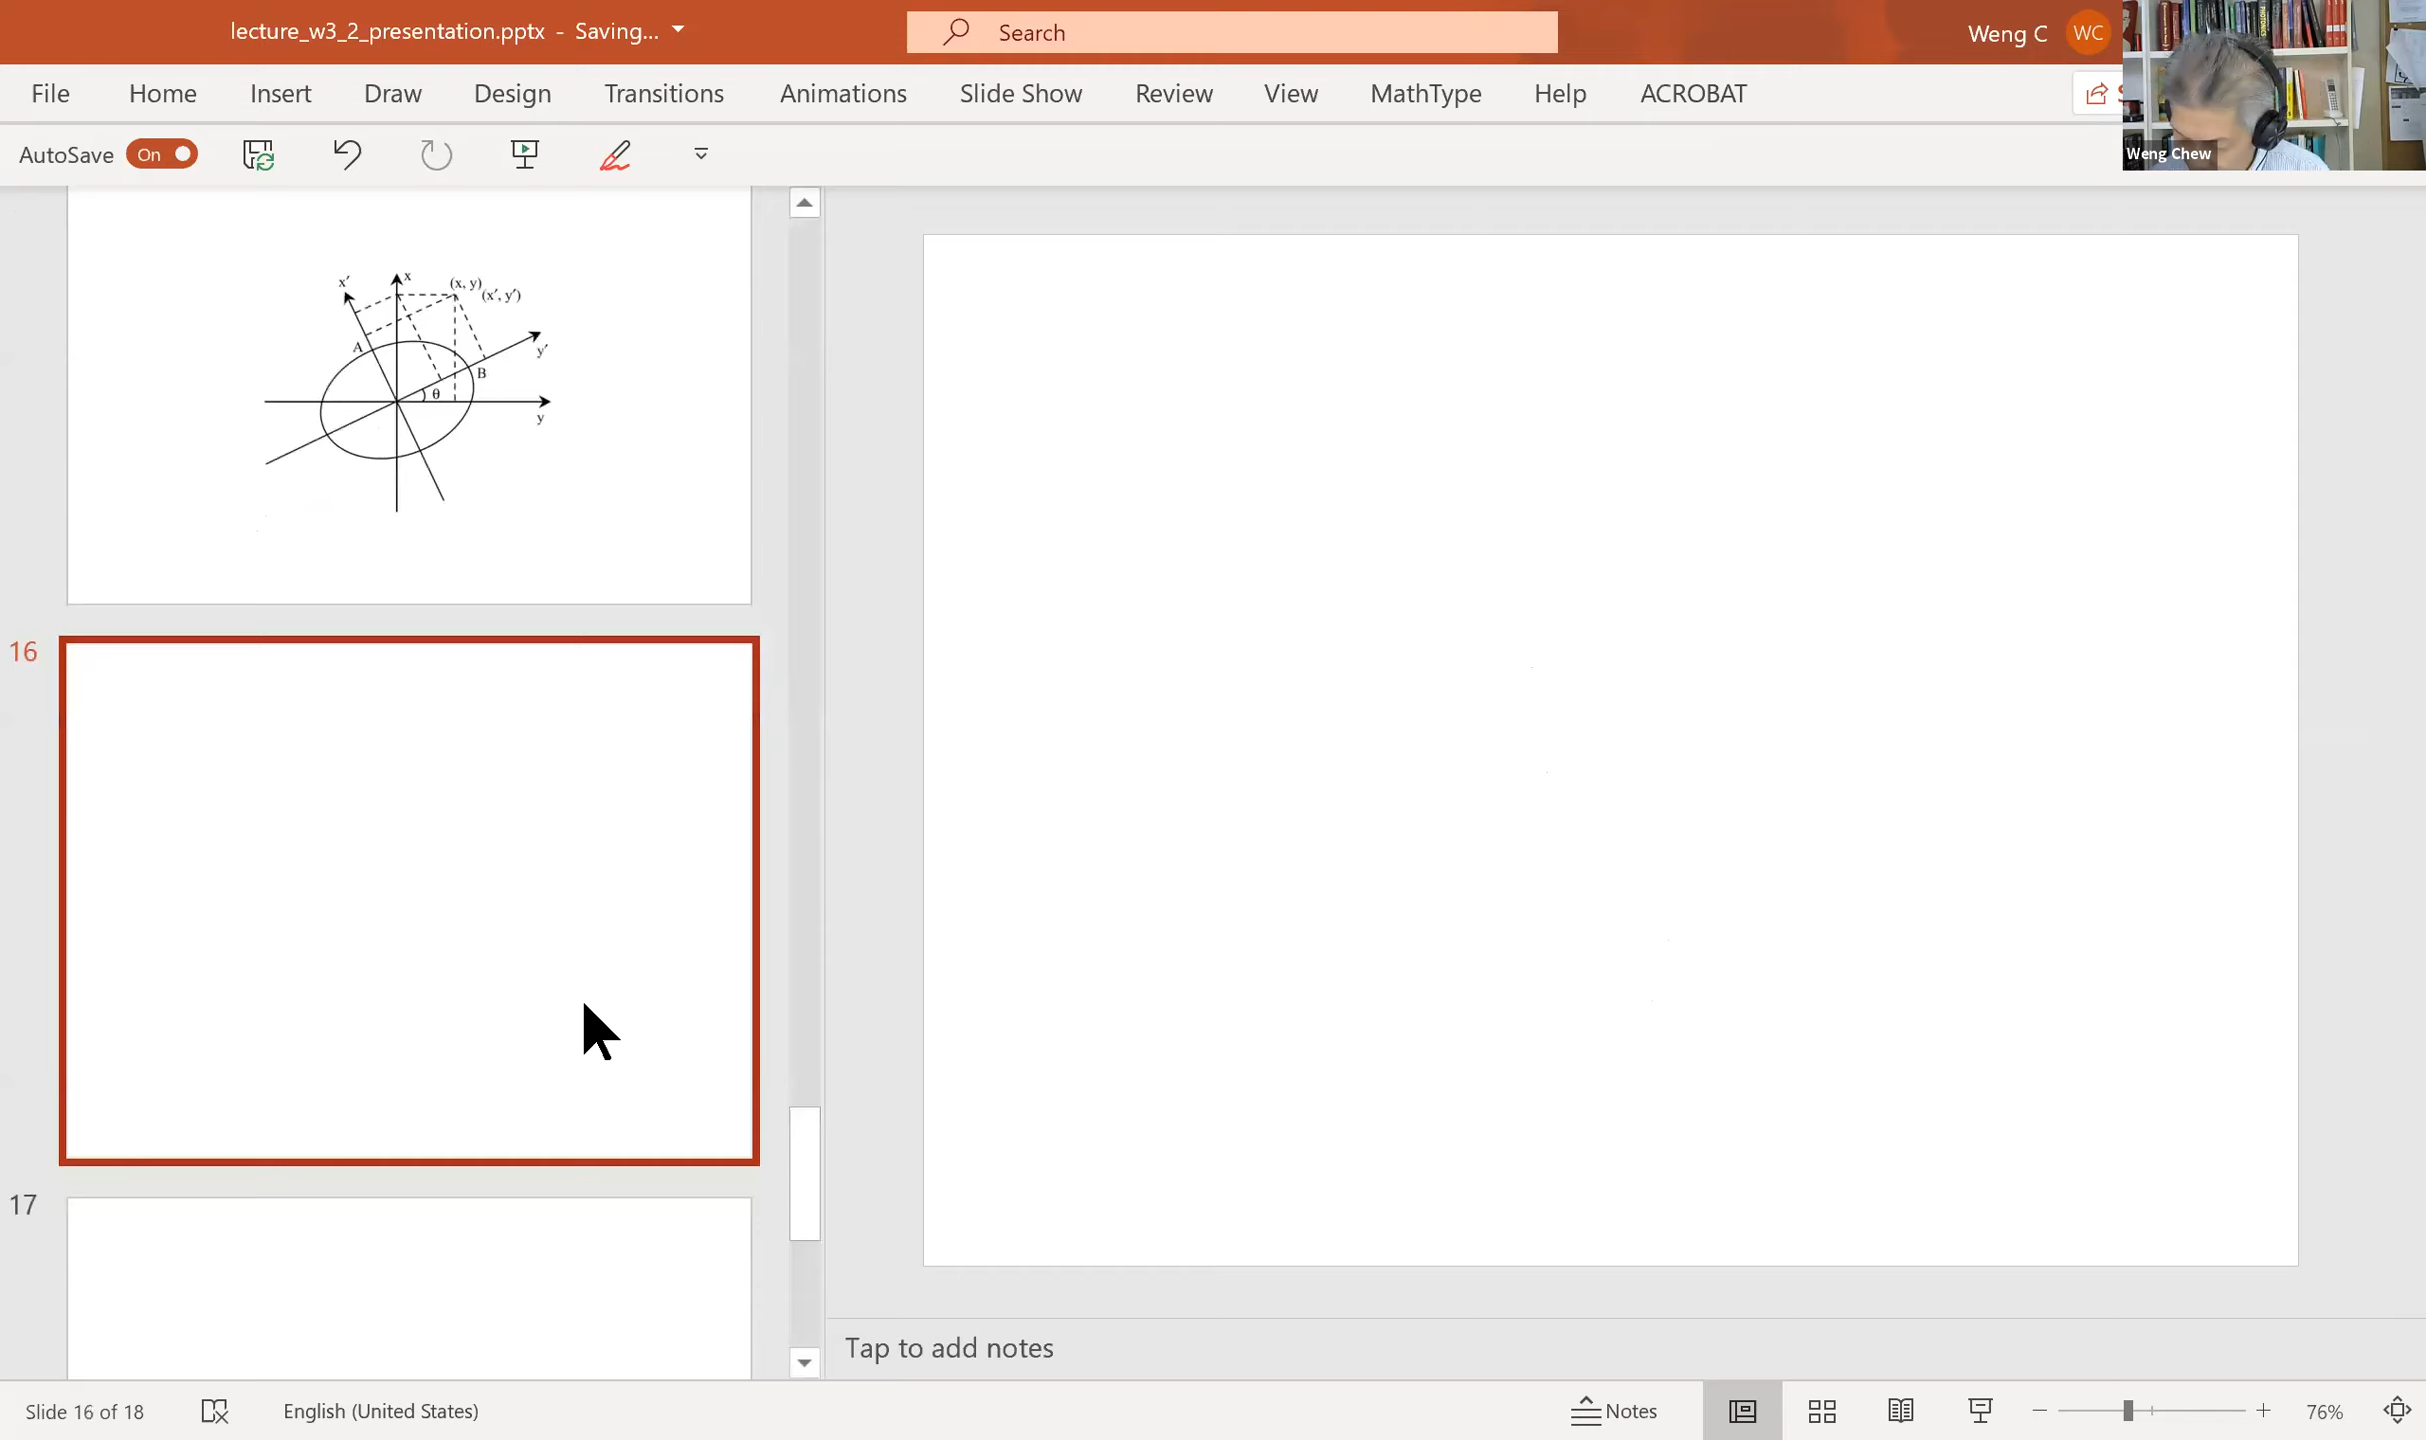 lecture_w3_2_presentation.pptx - Saving...
Search
Weng C
WC
File Home Insert Draw Design Transitions Animations Slide Show Review View MathType Help ACROBAT
Weng Chew
AutoSave On
x′
x
(x, y)
(x′, y′)
A
y′
B
θ
y
16
17
Tap to add notes
Slide 16 of 18
English (United States)
Notes
76%